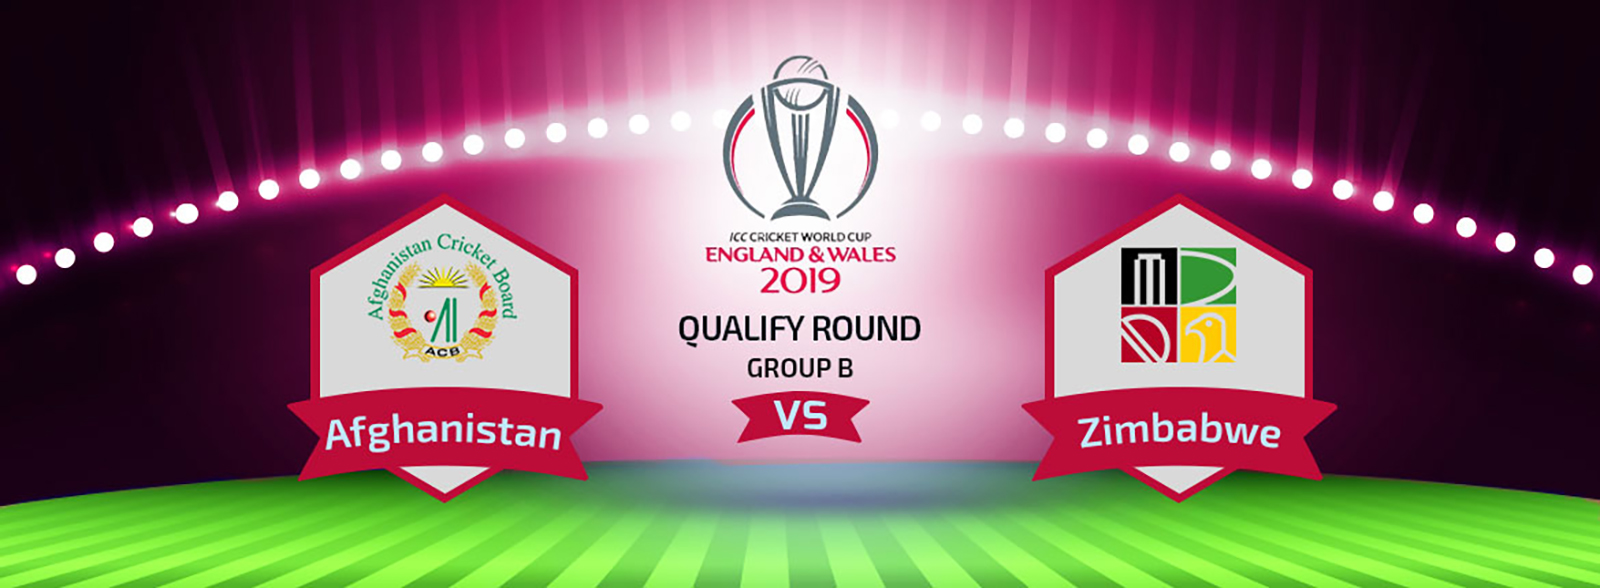 ICC CRICKET WORLD CUP
ENGLAND & WALES
2019
QUALIFY ROUND
GROUP B
VS
Afghanistan Cricket Board
ACB
Afghanistan
Zimbabwe